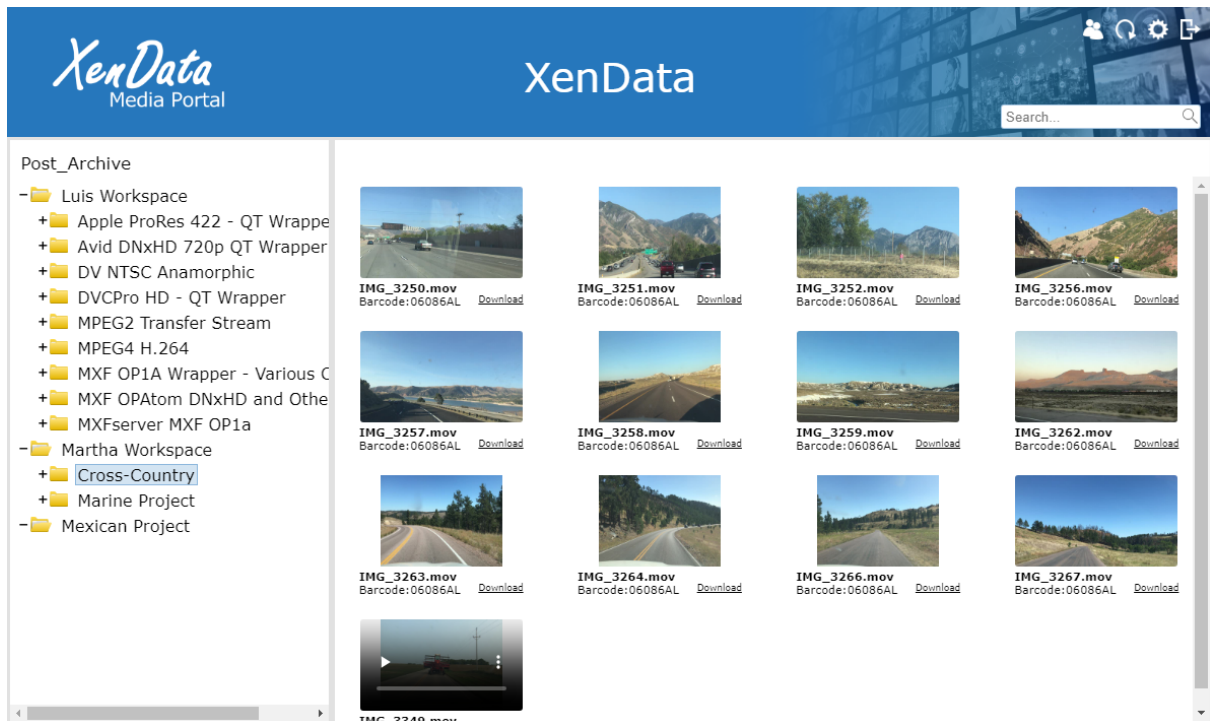 XenData
Media Portal
XenData
Search...
Post_Archive
Luis Workspace
Apple ProRes 422 - QT Wrappe
Avid DNxHD 720p QT Wrapper
DV NTSC Anamorphic
DVCPro HD - QT Wrapper
MPEG2 Transfer Stream
MPEG4 H.264
MXF OP1A Wrapper - Various C
MXF OPAtom DNxHD and Othe
MXFserver MXF OP1a
Martha Workspace
Cross-Country
Marine Project
Mexican Project
IMG_3250.mov
Barcode:06086AL Download
IMG_3251.mov
Barcode:06086AL Download
IMG_3252.mov
Barcode:06086AL Download
IMG_3256.mov
Barcode:06086AL Download
IMG_3257.mov
Barcode:06086AL Download
IMG_3258.mov
Barcode:06086AL Download
IMG_3259.mov
Barcode:06086AL Download
IMG_3262.mov
Barcode:06086AL Download
IMG_3263.mov
Barcode:06086AL Download
IMG_3264.mov
Barcode:06086AL Download
IMG_3266.mov
Barcode:06086AL Download
IMG_3267.mov
Barcode:06086AL Download
IMG_3349.mov